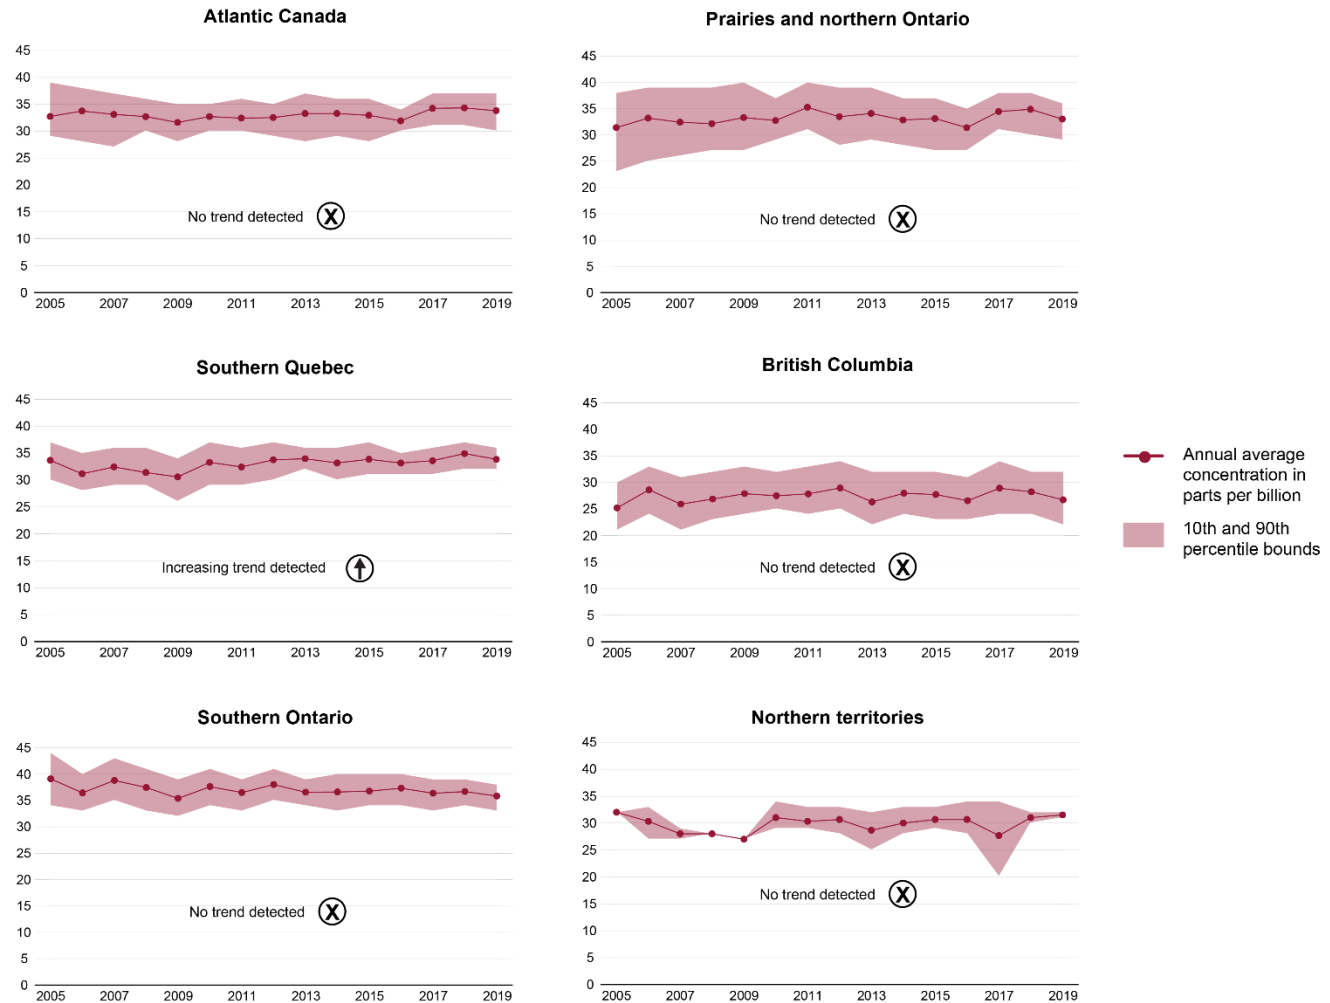 Atlantic Canada
45
40
35
30
25
20
15
10
5
0
No trend detected X
2005 2007 2009 2011 2013 2015 2017 2019
Prairies and northern Ontario
45
40
35
30
25
20
15
10
5
0
No trend detected X
2005 2007 2009 2011 2013 2015 2017 2019
Southern Quebec
45
40
35
30
25
20
15
10
5
0
Increasing trend detected
2005 2007 2009 2011 2013 2015 2017 2019
British Columbia
45
40
35
30
25
20
15
10
5
0
No trend detected X
2005 2007 2009 2011 2013 2015 2017 2019
Annual average
concentration in
parts per billion
10th and 90th
percentile bounds
Southern Ontario
45
40
35
30
25
20
15
10
5
0
No trend detected X
2005 2007 2009 2011 2013 2015 2017 2019
Northern territories
45
40
35
30
25
20
15
10
5
0
No trend detected X
2005 2007 2009 2011 2013 2015 2017 2019